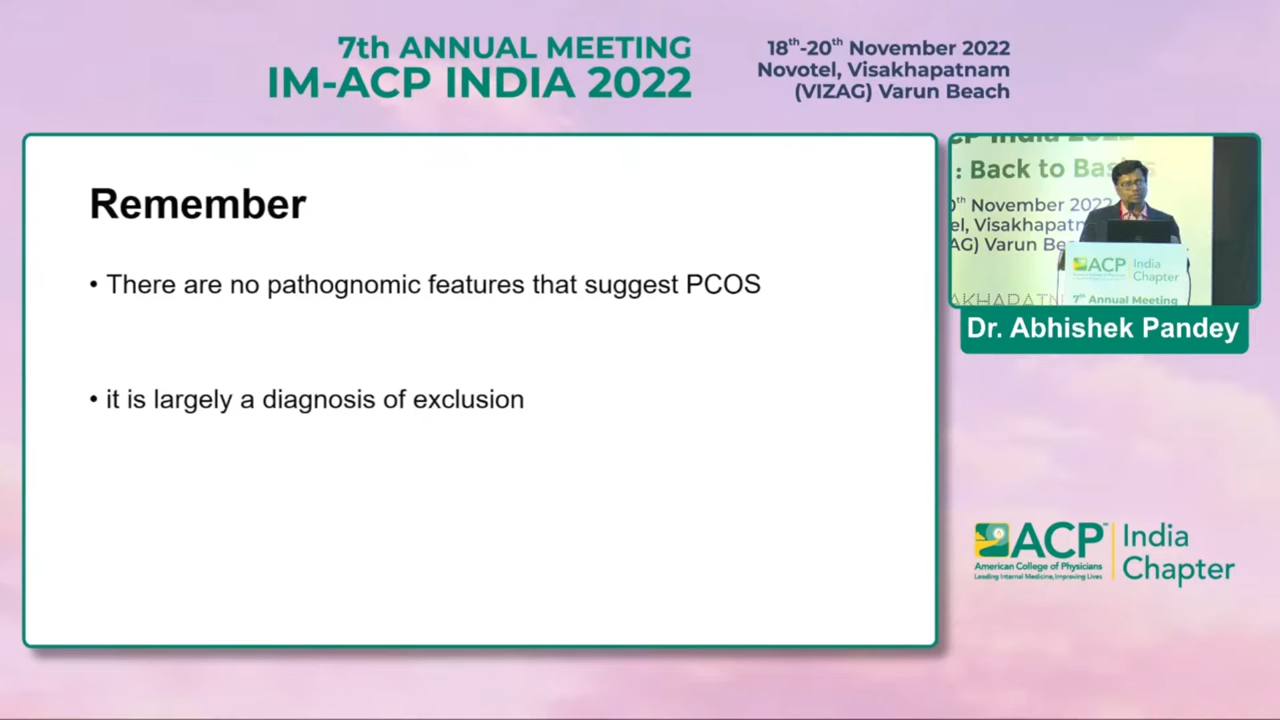 7th ANNUAL MEETING
IM-ACP INDIA 2022
18th-20th November 2022
Novotel, Visakhapatnam
(VIZAG) Varun Beach
Remember
• There are no pathognomic features that suggest PCOS
• it is largely a diagnosis of exclusion
: Back to Bas
th November 2022
el, Visakhapatn
AG) Varun Be
AKHAPATN
ACP India
Chapter
7th Annual Meeting
Dr. Abhishek Pandey
ACP India
American College of Physicians Chapter
Leading Internal Medicine, Improving Lives